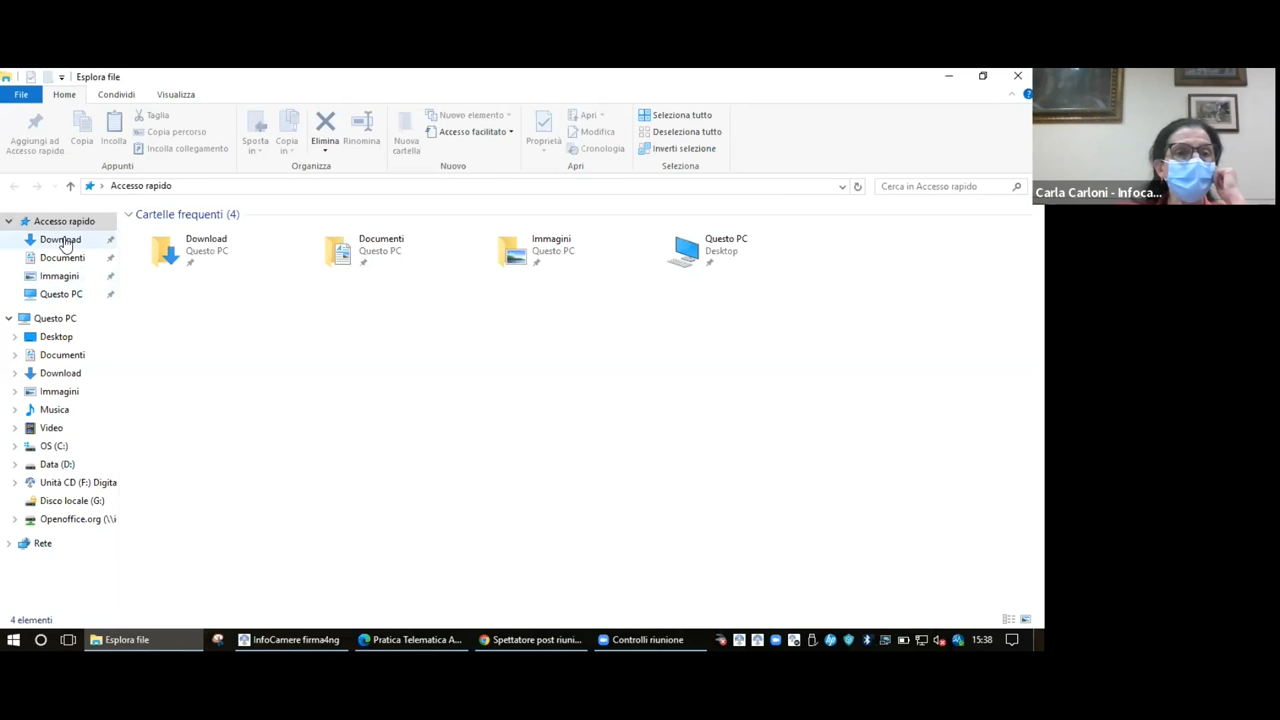 Esplora file
File Home Condividi Visualizza
Aggiungi ad Accesso rapido
Copia
Incolla
Taglia
Copia percorso
Incolla collegamento
Appunti
Sposta in
Copia in
Elimina
Rinomina
Organizza
Nuova cartella
Nuovo elemento
Accesso facilitato
Nuovo
Proprietà
Apri
Modifica
Cronologia
Apri
Seleziona tutto
Deseleziona tutto
Inverti selezione
Seleziona
Accesso rapido
Cerca in Accesso rapido
Carla Carloni - Infoca...
Accesso rapido
Download
Documenti
Immagini
Questo PC
Questo PC
Desktop
Documenti
Download
Immagini
Musica
Video
OS (C:)
Data (D:)
Unità CD (F:) Digita
Disco locale (G:)
Openoffice.org (\\i
Rete
Cartelle frequenti (4)
Download
Questo PC
Documenti
Questo PC
Immagini
Questo PC
Questo PC
Desktop
4 elementi
Esplora file
InfoCamere firma4ng
Pratica Telematica A...
Spettatore post riuni...
Controlli riunione
15:38